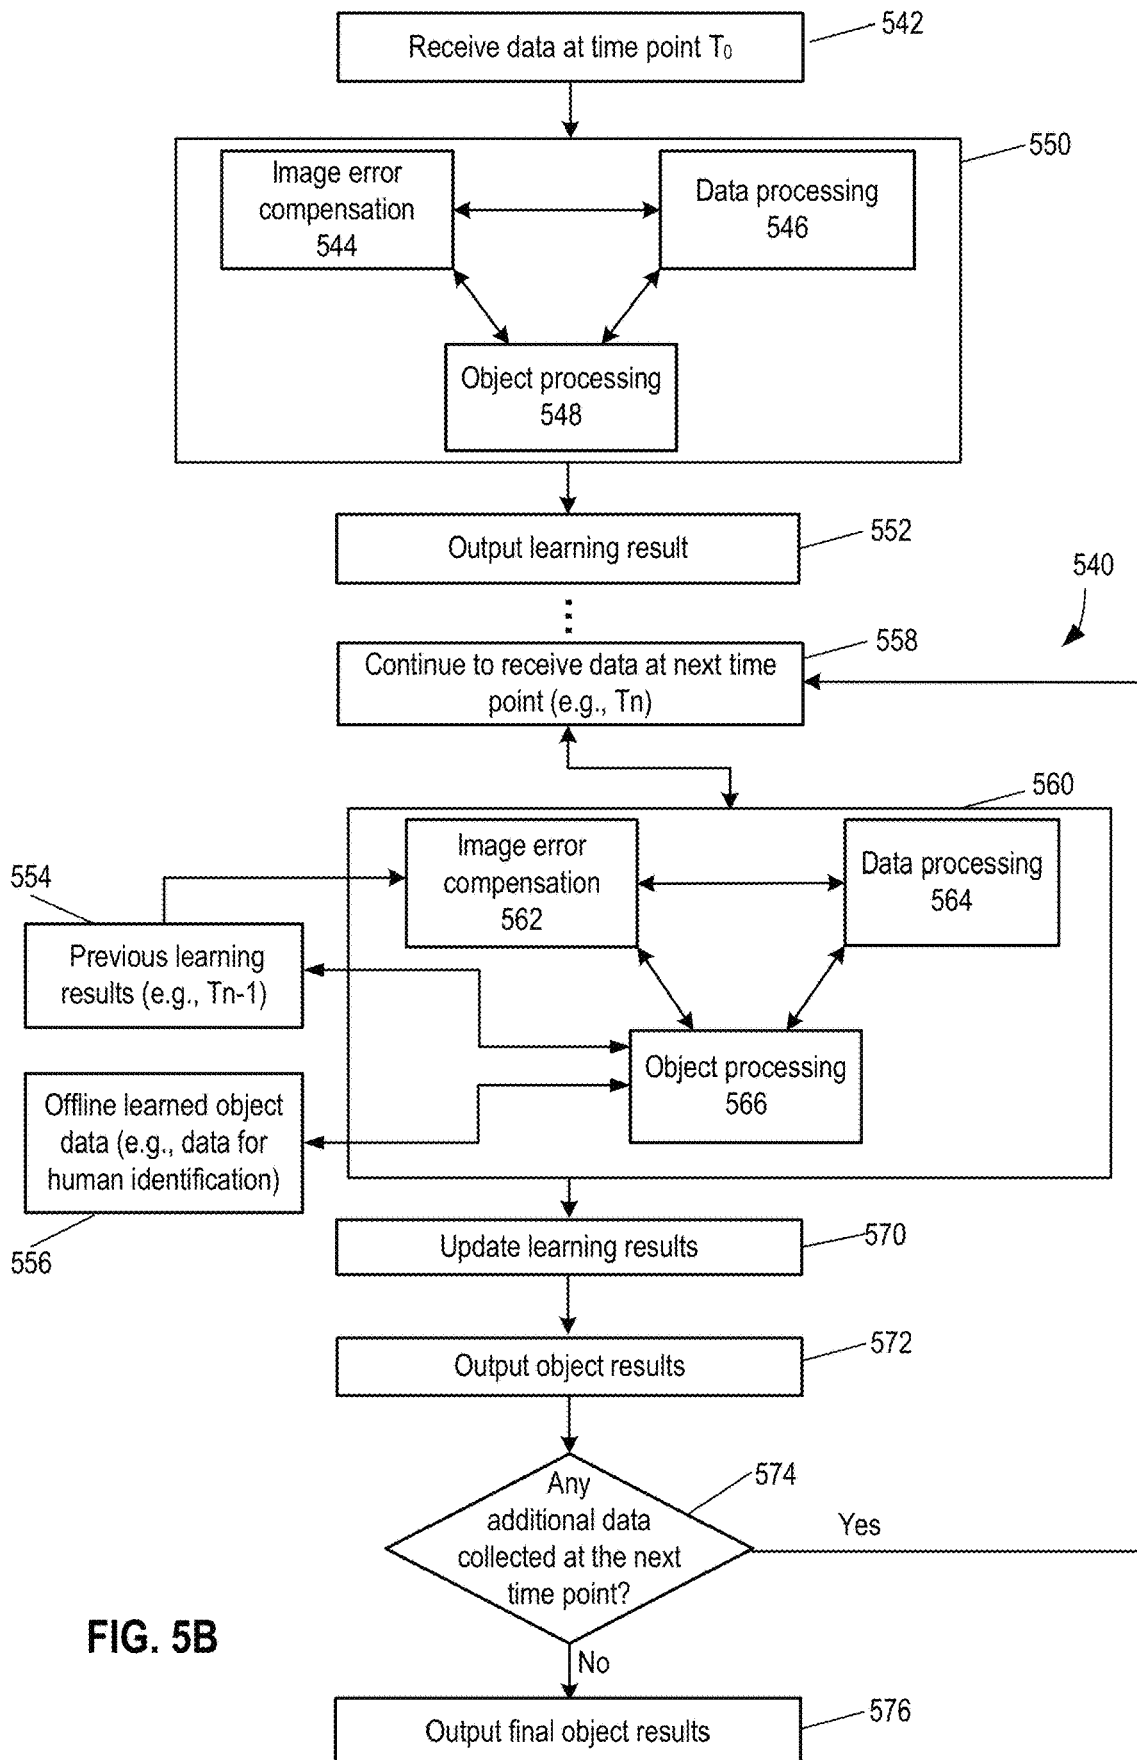 Receive data at time point T0
542
550
Image error
compensation
544
Data processing
546
Object processing
548
Output learning result
552
540
558
Continue to receive data at next time
point (e.g., Tn)
560
Image error
compensation
562
Data processing
564
554
Previous learning
results (e.g., Tn-1)
Object processing
566
Offline learned object
data (e.g., data for
human identification)
556
Update learning results
570
Output object results
572
Any
additional data
collected at the next
time point?
574
Yes
FIG. 5B
No
Output final object results
576